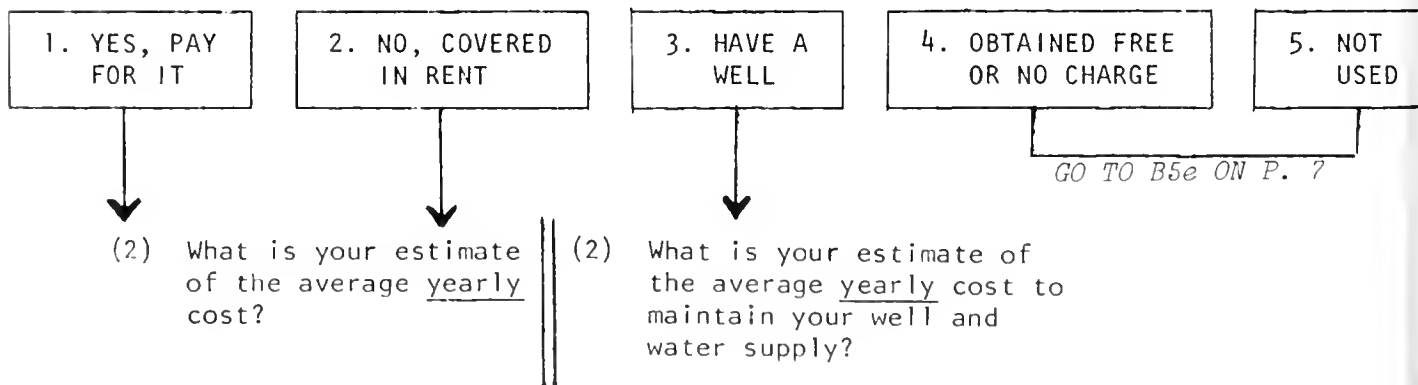 1. YES, PAY FOR IT
2. NO, COVERED IN RENT
3. HAVE A WELL
4. OBTAINED FREE OR NO CHARGE
5. NOT USED
GO TO B5e ON P. 7
(2) What is your estimate
of the average yearly
cost?
(2) What is your estimate of
the average yearly cost to
maintain your well and
water supply?